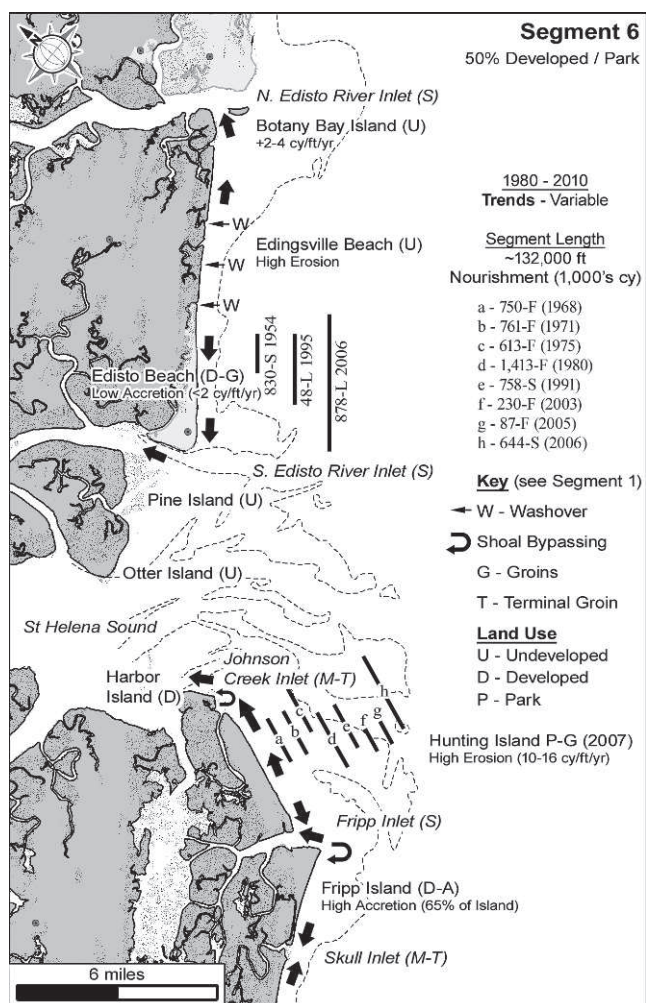 Segment 6
50% Developed / Park
N
N. Edisto River Inlet (S)
Botany Bay Island (U)
+2-4 cy/ft/yr
W
Edingsville Beach (U)
High Erosion
W
W
1980 - 2010
Trends - Variable
Segment Length
~132,000 ft
Nourishment (1,000's cy)
a - 750-F (1968)
b - 761-F (1971)
c - 613-F (1975)
d - 1,413-F (1980)
e - 758-S (1991)
f - 230-F (2003)
g - 87-F (2005)
h - 644-S (2006)
830-S 1954
48-L 1995
878-L 2006
Edisto Beach (D-G)
Low Accretion (<2 cy/ft/yr)
S. Edisto River Inlet (S)
Pine Island (U)
Otter Island (U)
St Helena Sound
Key (see Segment 1)
W - Washover
Shoal Bypassing
G - Groins
T - Terminal Groin
Land Use
U - Undeveloped
D - Developed
P - Park
Johnson
Creek Inlet (M-T)
Harbor
Island (D)
a
b
c
d
e
f
g
h
Hunting Island P-G (2007)
High Erosion (10-16 cy/ft/yr)
Fripp Inlet (S)
Fripp Island (D-A)
High Accretion (65% of Island)
Skull Inlet (M-T)
6 miles